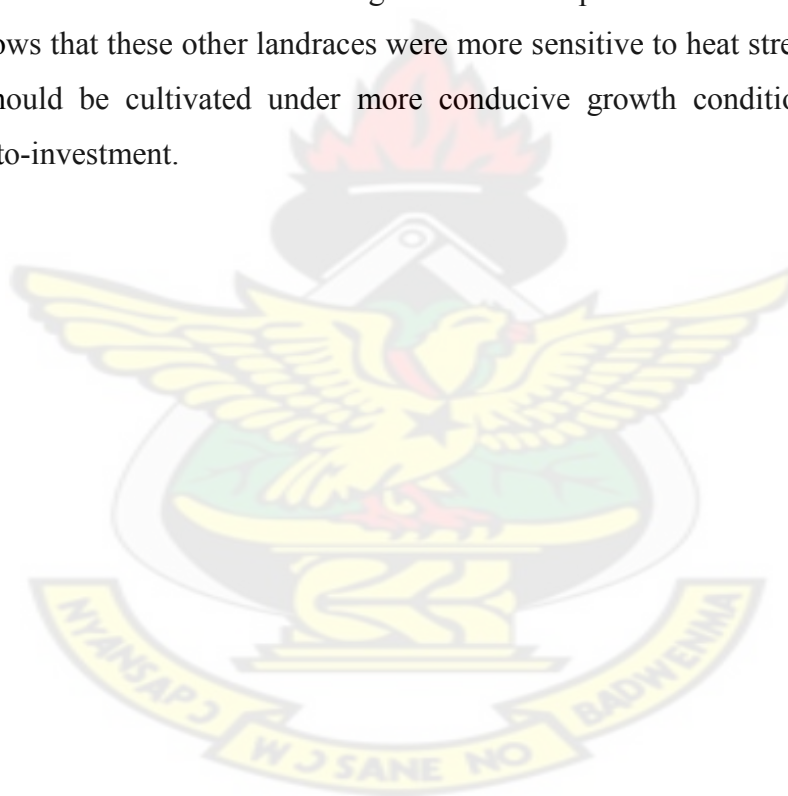 ows that these other landraces were more sensitive to heat stre
hould be cultivated under more conducive growth conditio
to-investment.
NYANSAPƆ
WƆSANE NO
BADWENMA